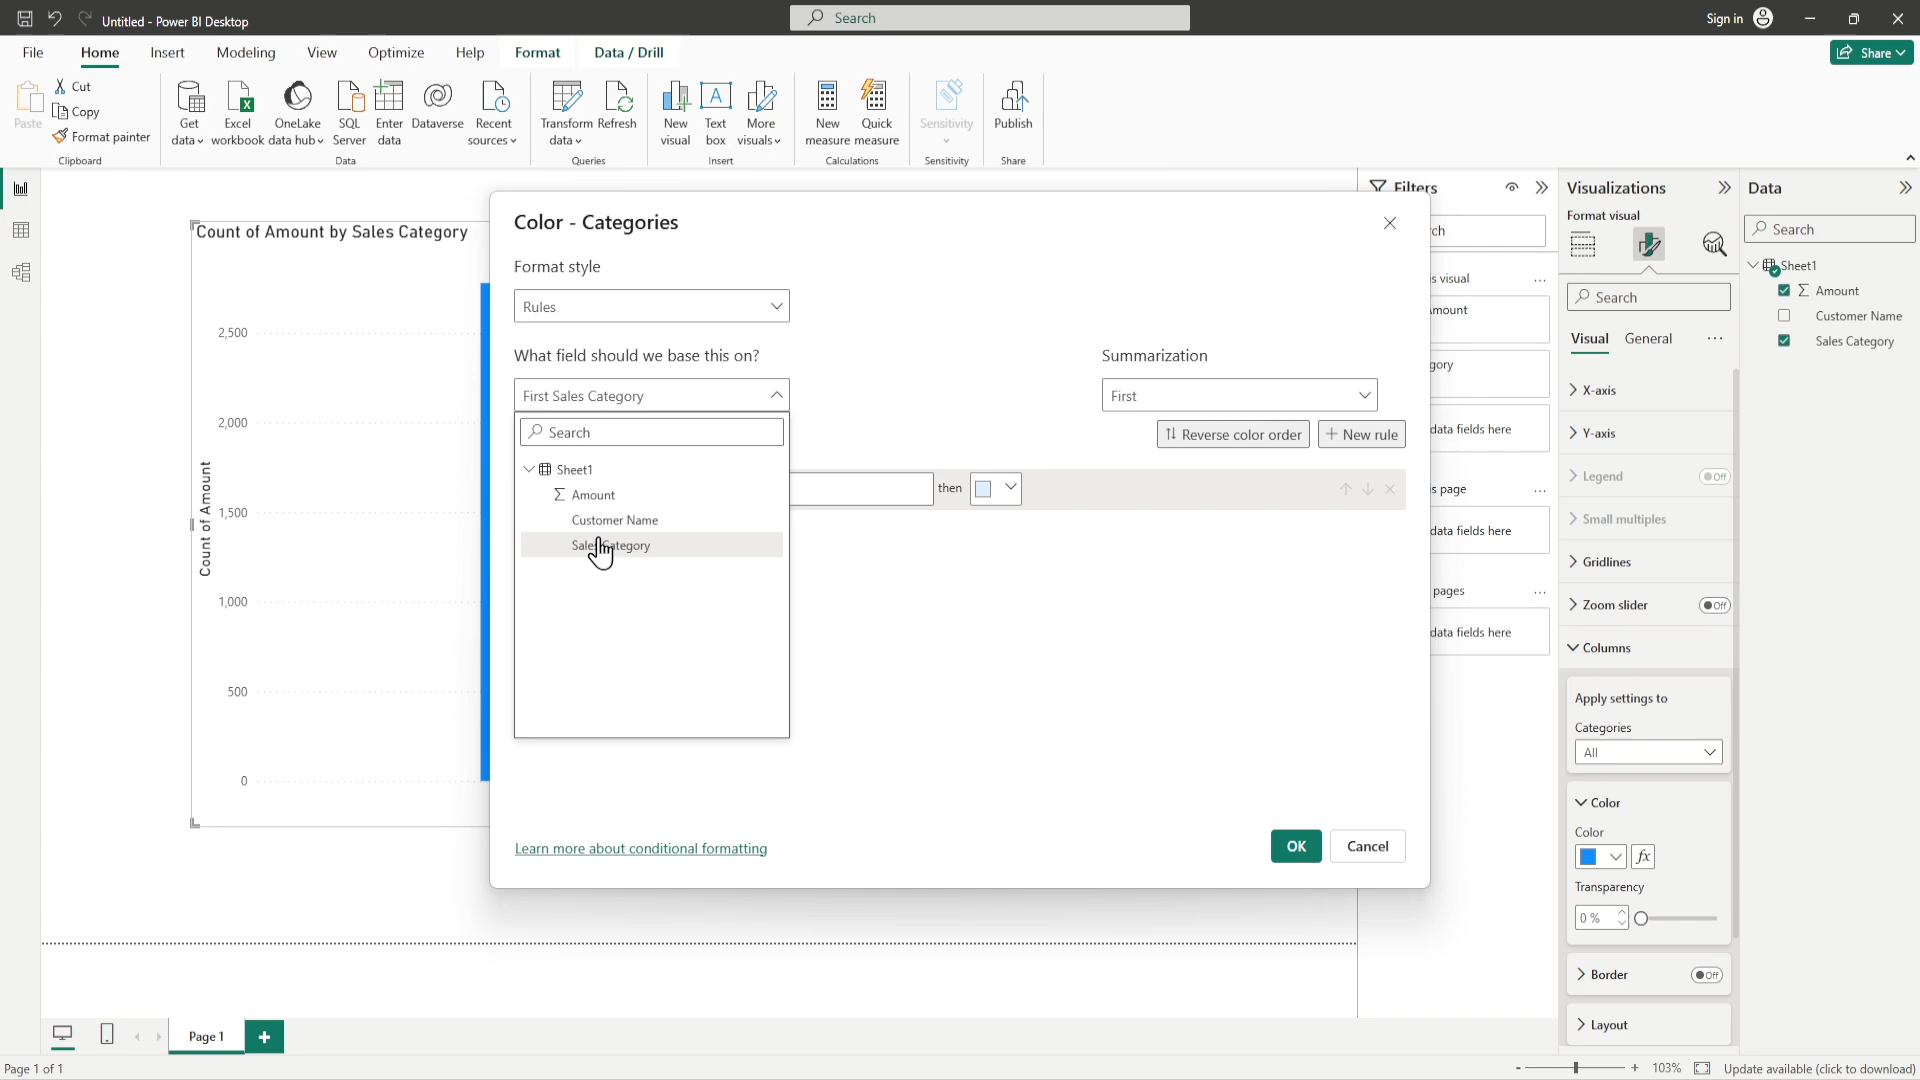 Untitled - Power BI Desktop
Search
Sign in
File
Home
Insert
Modeling
View
Optimize
Help
Format
Data / Drill
Share
Paste
Cut
Copy
Format painter
Clipboard
Get data
Excel workbook
OneLake data hub
SQL Server
Enter data
Dataverse
Recent sources
Data
Transform data
Refresh
Queries
New visual
Text box
More visuals
Insert
New measure
Quick measure
Calculations
Sensitivity
Sensitivity
Publish
Share
Count of Amount by Sales Category
Count of Amount
2,500
2,000
1,500
1,000
500
0
Color - Categories
Format style
Rules
What field should we base this on?
First Sales Category
Summarization
First
Search
Sheet1
Amount
Customer Name
Sales Category
Reverse color order
New rule
then
Learn more about conditional formatting
OK
Cancel
Filters
ch
is visual
mount
gory
data fields here
is page
data fields here
pages
data fields here
Visualizations
Format visual
Search
Visual
General
X-axis
Y-axis
Legend
Off
Small multiples
Gridlines
Zoom slider
Off
Columns
Apply settings to
Categories
All
Color
Color
fx
Transparency
0 %
Border
Off
Layout
Data
Search
Sheet1
Amount
Customer Name
Sales Category
Page 1
Page 1 of 1
103%
Update available (click to download)